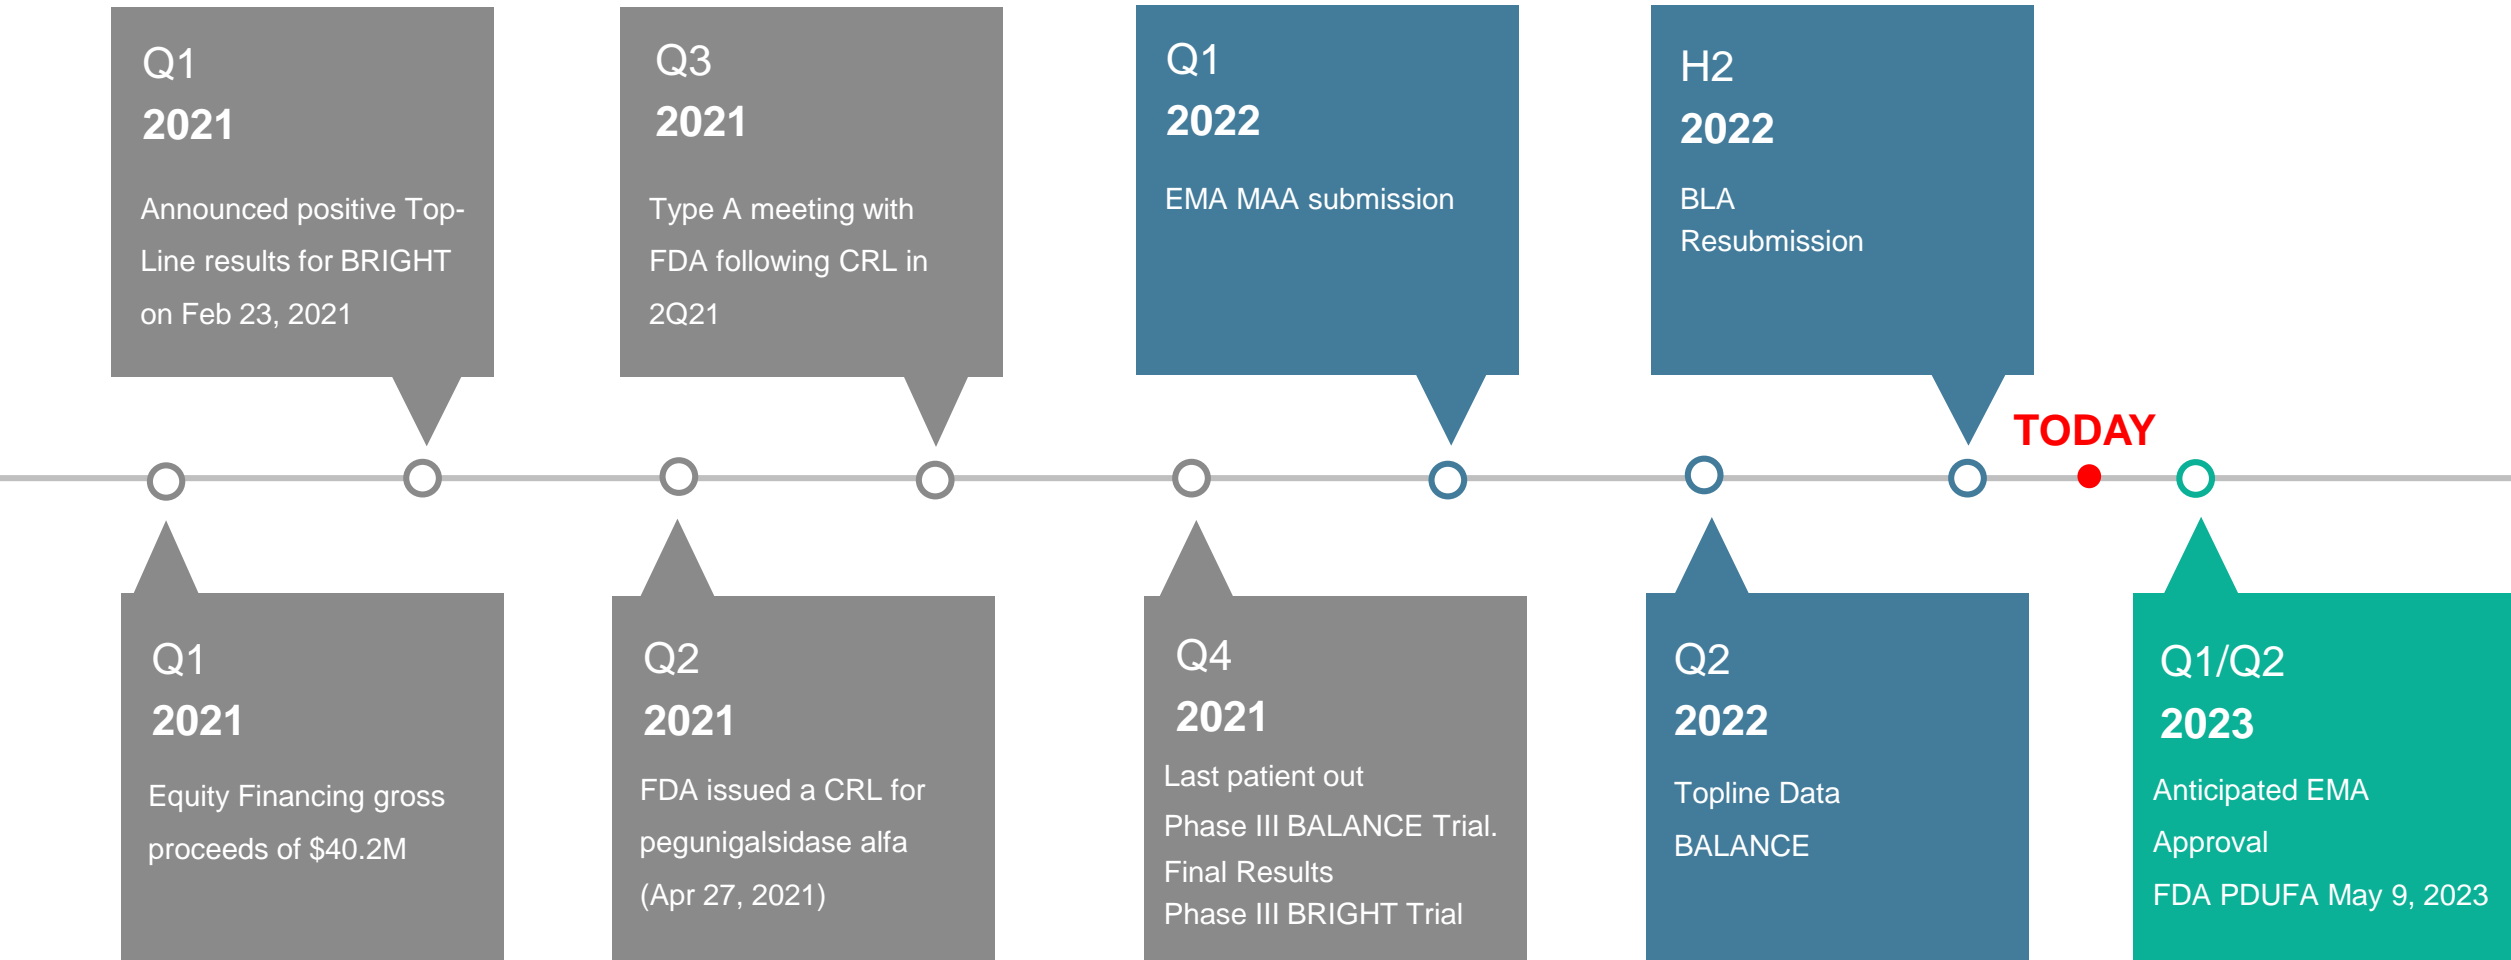 Q1
2021
Announced positive Top-
Line results for BRIGHT
on Feb 23, 2021
Q3
2021
Type A meeting with
FDA following CRL in
2Q21
Q1
2022
EMA MAA submission
H2
2022
BLA
Resubmission
TODAY
Q1
2021
Equity Financing gross
proceeds of $40.2M
Q2
2021
FDA issued a CRL for
pegunigalsidase alfa
(Apr 27, 2021)
Q4
2021
Last patient out
Phase III BALANCE Trial.
Final Results
Phase III BRIGHT Trial
Q2
2022
Topline Data
BALANCE
Q1/Q2
2023
Anticipated EMA
Approval
FDA PDUFA May 9, 2023